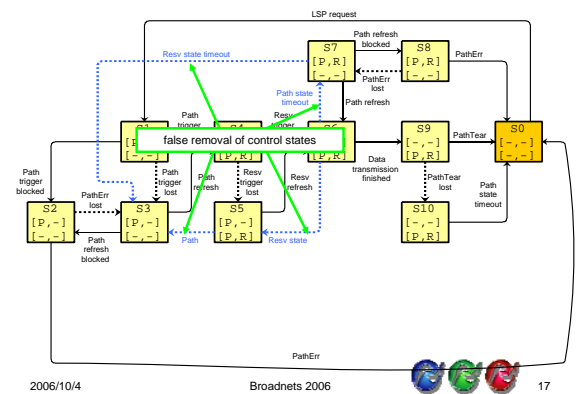 LSP request
Path refresh
blocked
S7
[P,R]
[-,-]
S8
[P,R]
[-,-]
PathErr
Resv state timeout
PathErr
lost
Path state
timeout
Path refresh
Path
trigger
Resv
false removal of control states
S9
[-,-]
[P,R]
PathTear
S0
[-,-]
[-,-]
Path
trigger
blocked
PathErr
lost
Path
trigger
lost
Path
refresh
Resv
trigger
lost
Resv
refresh
Data
transmission
finished
PathTear
lost
Path
state
timeout
S2
[P,-]
[-,-]
S3
[P,-]
[-,-]
S5
[P,-]
[P,R]
S10
[-,-]
[P,R]
Path
refresh
blocked
Path
Resv state
PathErr
2006/10/4
Broadnets 2006
17